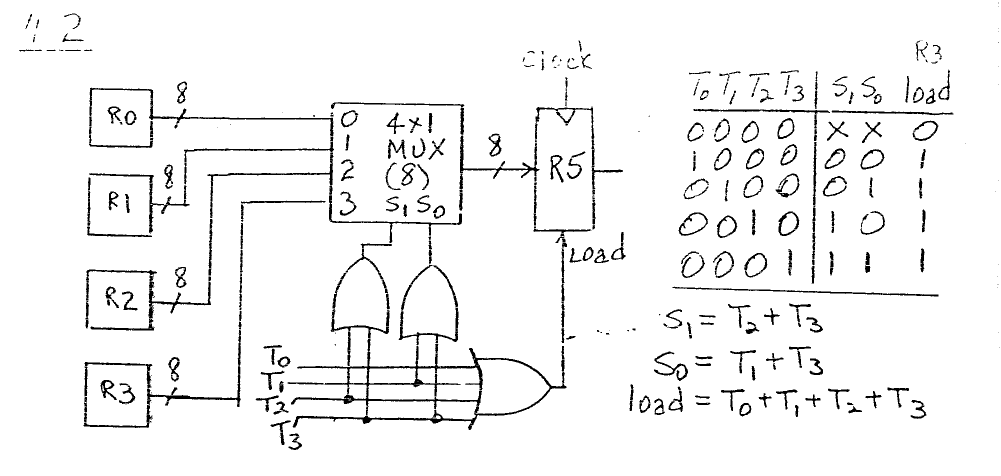 4 2
Clock
R0
8
0 4x1
1 MUX
2 (8)
3 S1 S0
8
R5
R1
8
R2
8
R3
8
Load
T0
T1
T2
T3
R3
T0 T1 T2 T3 S1 S0 load
0 0 0 0 X X 0
1 0 0 0 0 0 1
0 1 0 0 0 1 1
0 0 1 0 1 0 1
0 0 0 1 1 1 1
S1 = T2 + T3
S0 = T1 + T3
load = T0 + T1 + T2 + T3